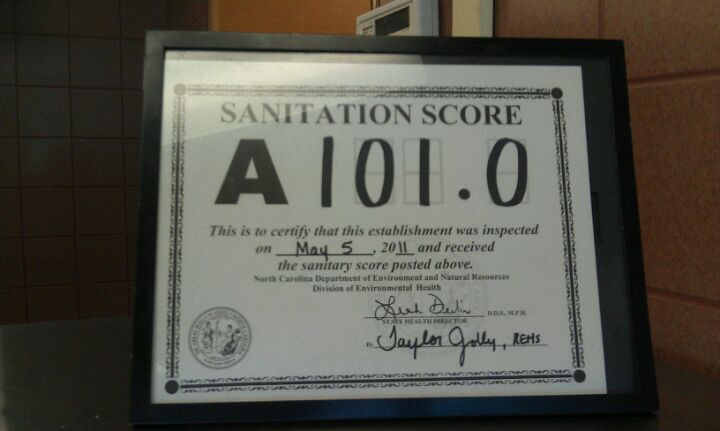 SANITATION SCORE
A 101.0
This is to certify that this establishment was inspected
on May 5, 2011 and received
the sanitary score posted above.
North Carolina Department of Environment and Natural Resources
Division of Environmental Health
D.D.S., M.P.H.
STATE HEALTH DIRECTOR
By Taylor Jolly, REHS